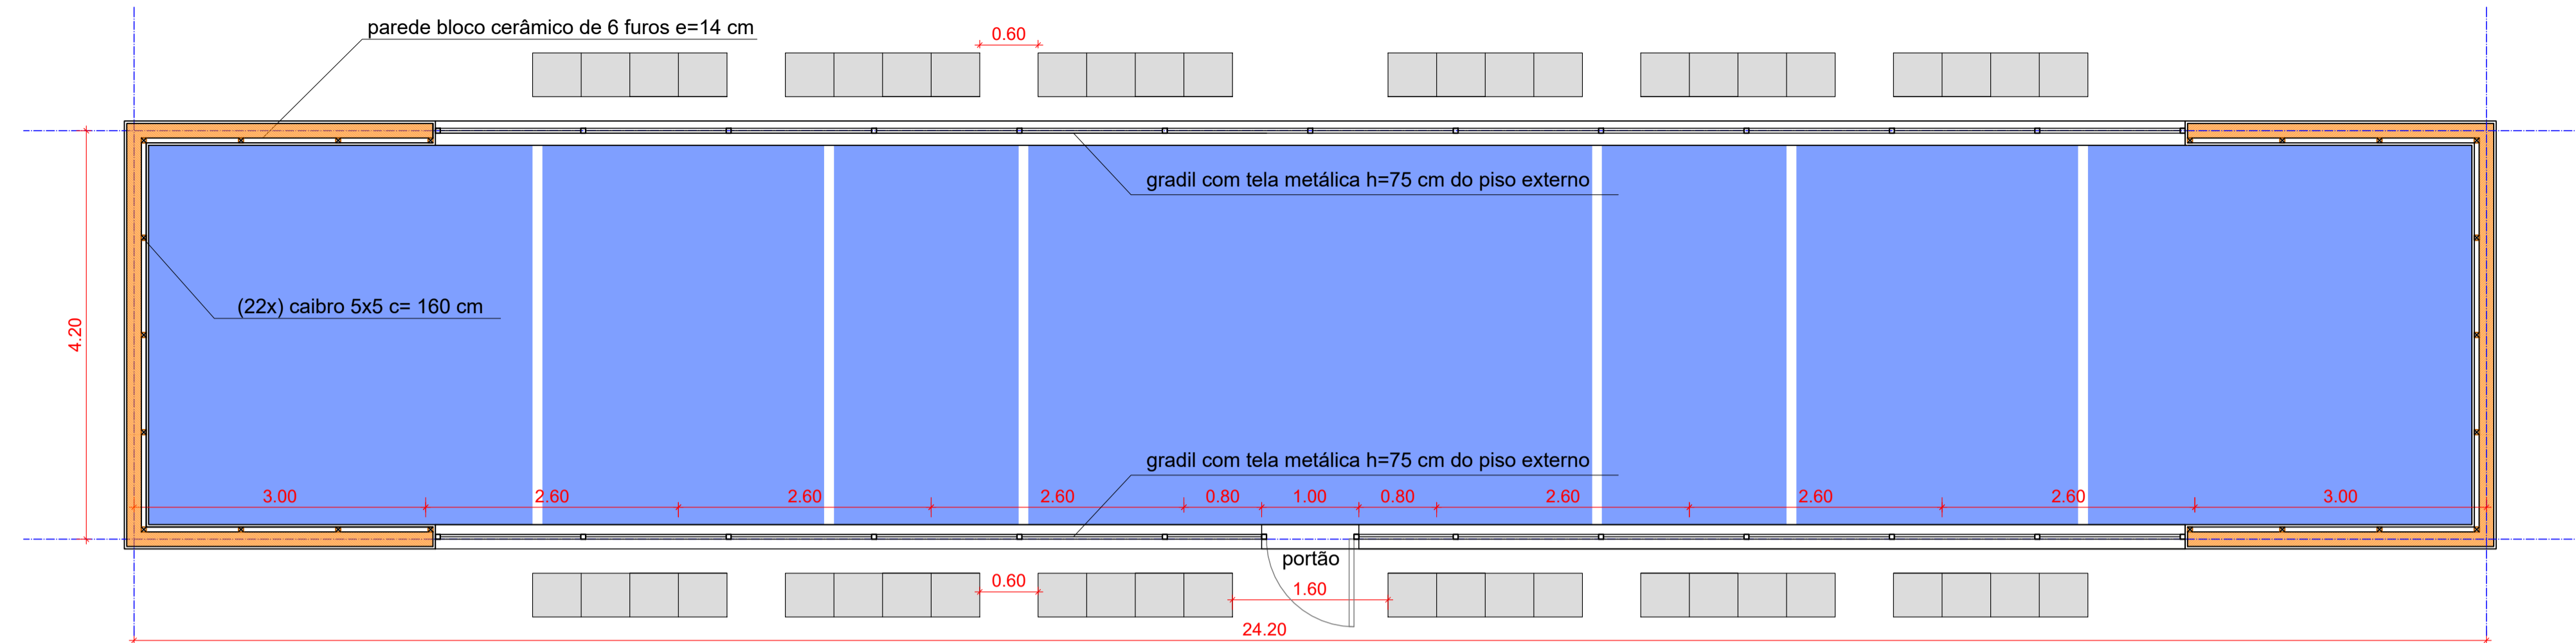 parede bloco cerâmico de 6 furos e=14 cm
0.60
gradil com tela metálica h=75 cm do piso externo
(22x) caibro 5x5 c= 160 cm
4.20
gradil com tela metálica h=75 cm do piso externo
3.00 2.60 2.60 2.60 0.80 1.00 0.80 2.60 2.60 2.60 3.00
portão
0.60
1.60
24.20